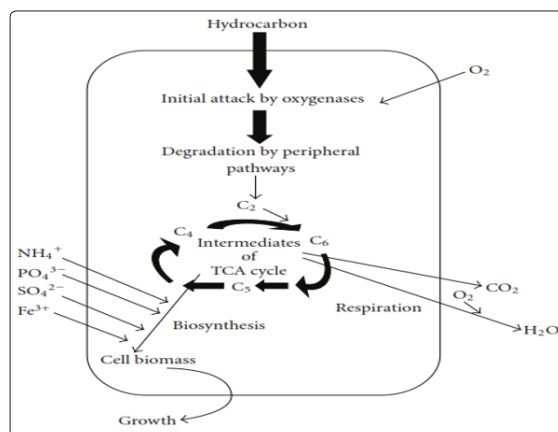 Hydrocarbon
O₂
Initial attack by oxygenases
Degradation by peripheral
pathways
C₂
C₄
C₆
Intermediates
of
TCA cycle
C₅
NH₄⁺
PO₄³⁻
SO₄²⁻
Fe³⁺
Biosynthesis
Respiration
O₂
CO₂
H₂O
Cell biomass
Growth